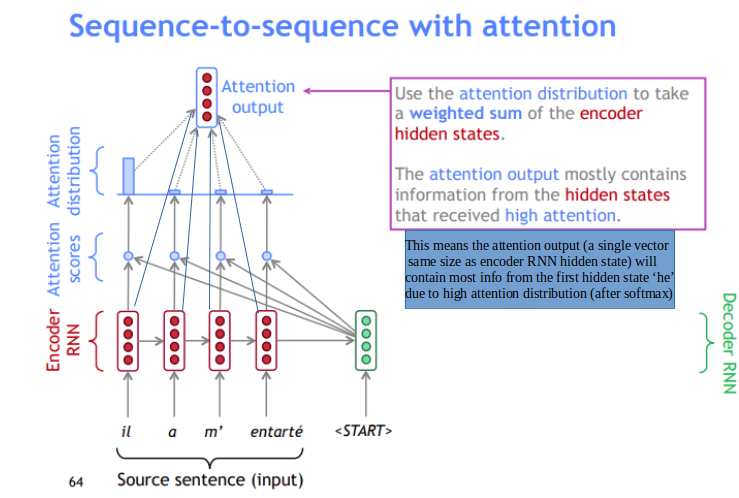 Sequence-to-sequence with attention
Attention
output
Use the attention distribution to take
a weighted sum of the encoder
hidden states.
The attention output mostly contains
information from the hidden states
that received high attention.
This means the attention output (a single vector
same size as encoder RNN hidden state) will
contain most info from the first hidden state ‘he’
due to high attention distribution (after softmax)
Attention
distribution
Attention
scores
Encoder
RNN
Decoder RNN
il a m’ entarté <START>
Source sentence (input)
64